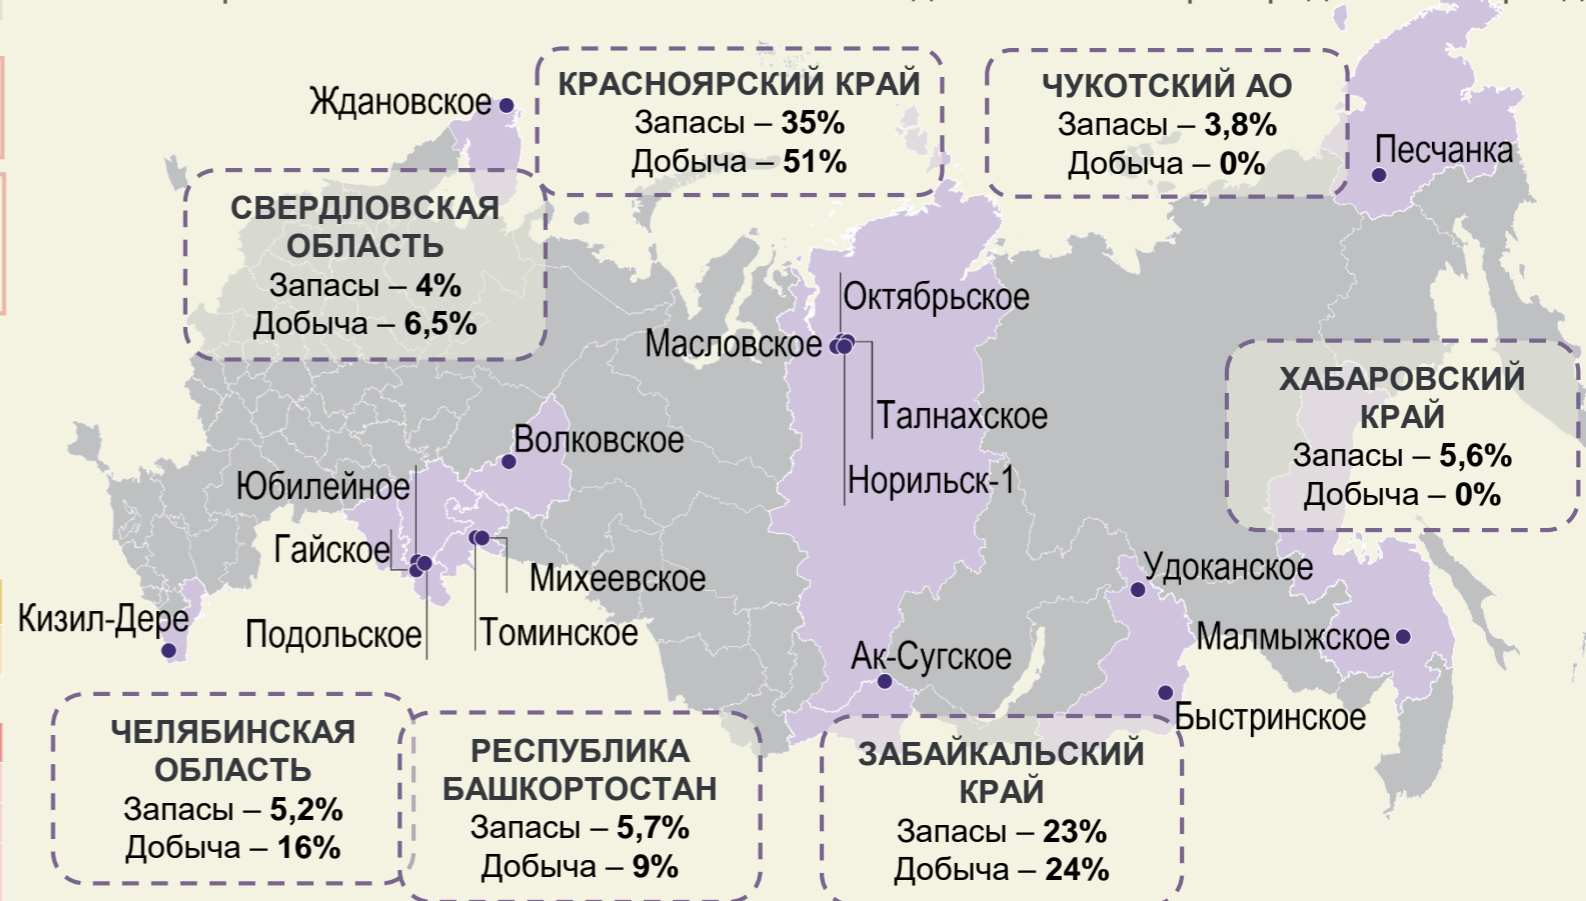 Ждановское
КРАСНОЯРСКИЙ КРАЙ
Запасы – 35%
Добыча – 51%
ЧУКОТСКИЙ АО
Запасы – 3,8%
Добыча – 0%
Песчанка
СВЕРДЛОВСКАЯ
ОБЛАСТЬ
Запасы – 4%
Добыча – 6,5%
Октябрьское
Масловское
Талнахское
Норильск-1
ХАБАРОВСКИЙ
КРАЙ
Запасы – 5,6%
Добыча – 0%
Волковское
Юбилейное
Гайское
Михеевское
Кизил-Дере
Подольское
Томинское
Удоканское
Малмыжское
Ак-Сугское
Быстринское
ЧЕЛЯБИНСКАЯ
ОБЛАСТЬ
Запасы – 5,2%
Добыча – 16%
РЕСПУБЛИКА
БАШКОРТОСТАН
Запасы – 5,7%
Добыча – 9%
ЗАБАЙКАЛЬСКИЙ
КРАЙ
Запасы – 23%
Добыча – 24%